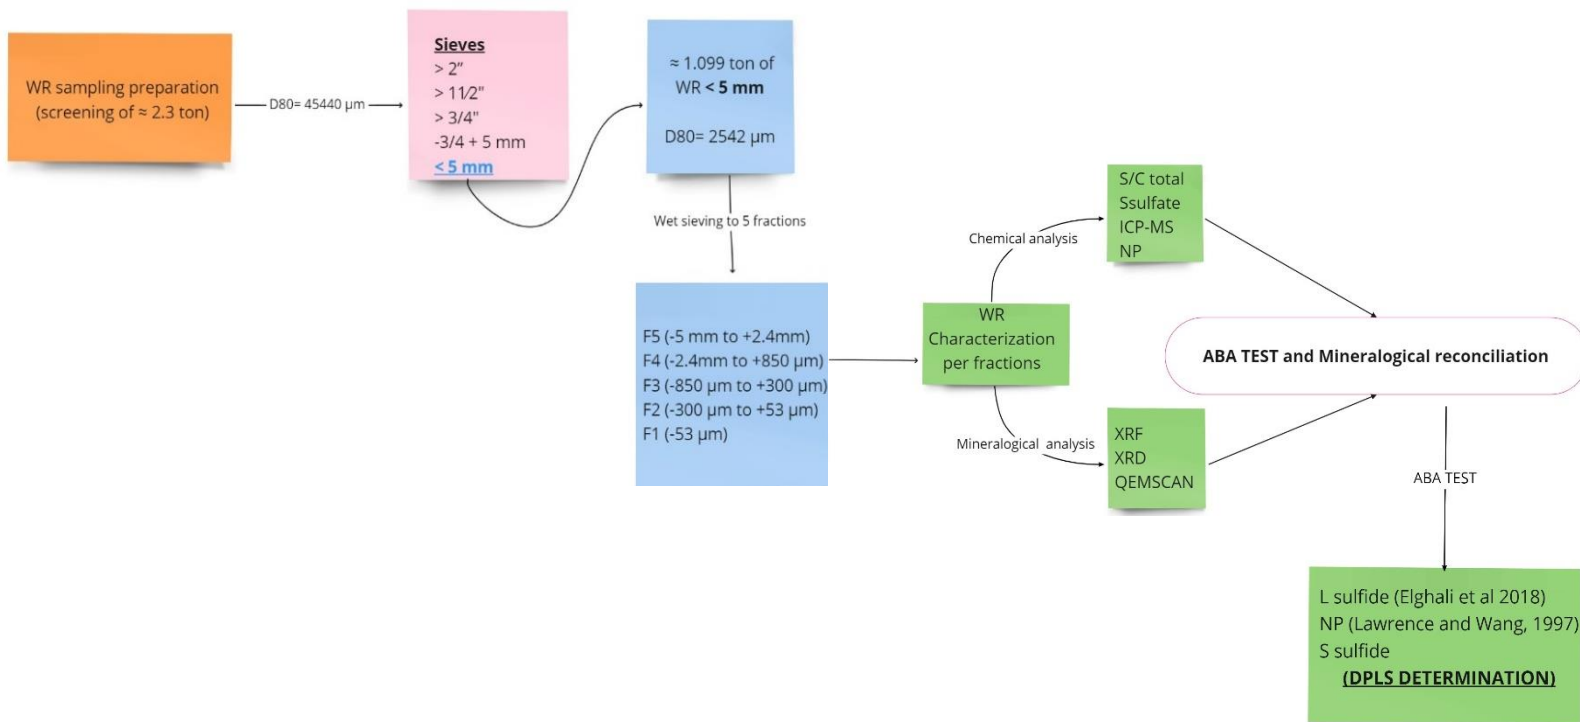 WR sampling preparation
(screening of ≈ 2.3 ton)
D80= 45440 µm
Sieves
> 2"
> 11⁄2"
> 3/4"
-3/4 + 5 mm
< 5 mm
≈ 1.099 ton of
WR < 5 mm
D80= 2542 µm
Wet sieving to 5 fractions
F5 (-5 mm to +2.4mm)
F4 (-2.4mm to +850 µm)
F3 (-850 µm to +300 µm)
F2 (-300 µm to +53 µm)
F1 (-53 µm)
WR
Characterization
per fractions
Chemical analysis
S/C total
Ssulfate
ICP-MS
NP
Mineralogical analysis
XRF
XRD
QEMSCAN
ABA TEST and Mineralogical reconciliation
ABA TEST
L sulfide (Elghali et al 2018)
NP (Lawrence and Wang, 1997)
S sulfide
(DPLS DETERMINATION)